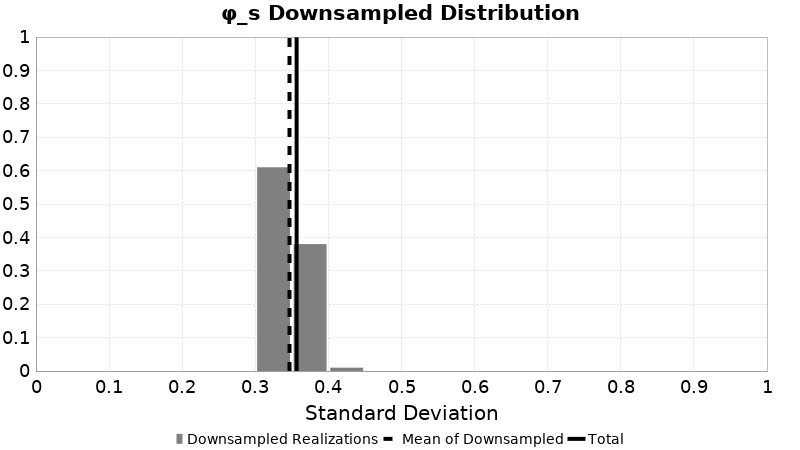 φ_s Downsampled Distribution
1
0.9
0.8
0.7
0.6
0.5
0.4
0.3
0.2
0.1
0
0 0.1 0.2 0.3 0.4 0.5 0.6 0.7 0.8 0.9 1
Standard Deviation
Downsampled Realizations Mean of Downsampled Total